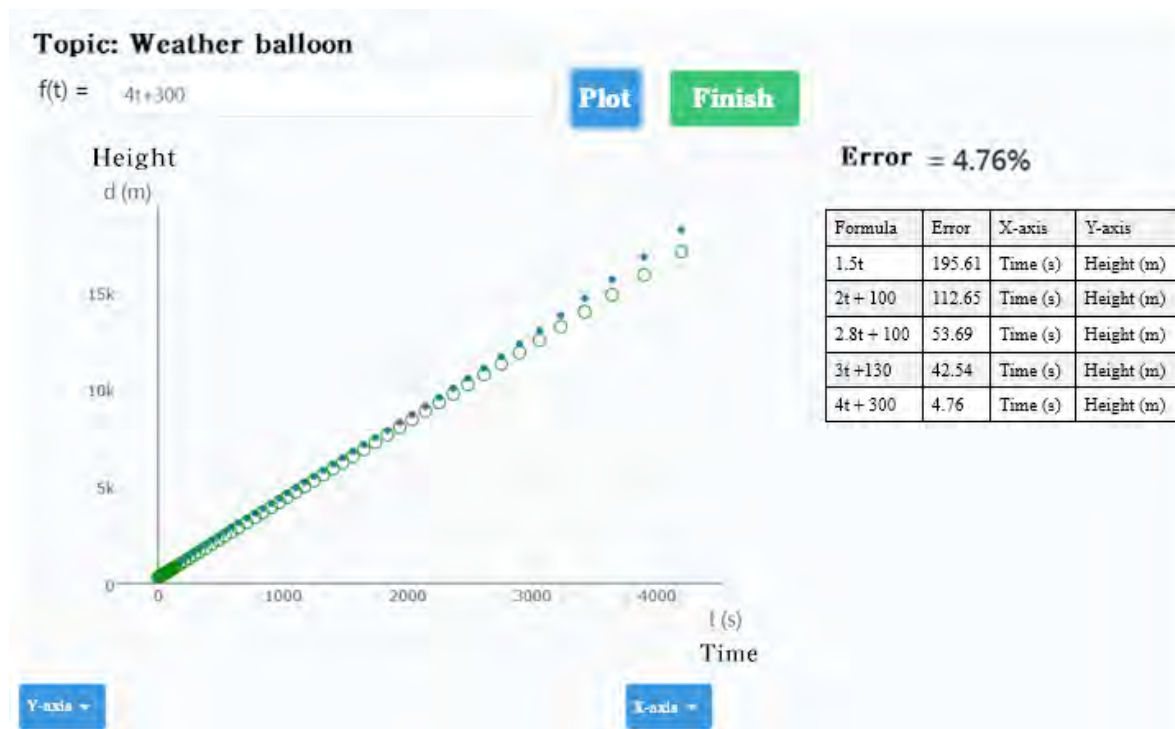 Topic: Weather balloon
f(t) = 4t+300
Plot
Finish
Height
d (m)
15k
10k
5k
0
0 1000 2000 3000 4000
t (s)
Time
Y-axis
X-axis
Error = 4.76%
Formula Error X-axis Y-axis
1.5t 195.61 Time (s) Height (m)
2t + 100 112.65 Time (s) Height (m)
2.8t + 100 53.69 Time (s) Height (m)
3t +130 42.54 Time (s) Height (m)
4t + 300 4.76 Time (s) Height (m)